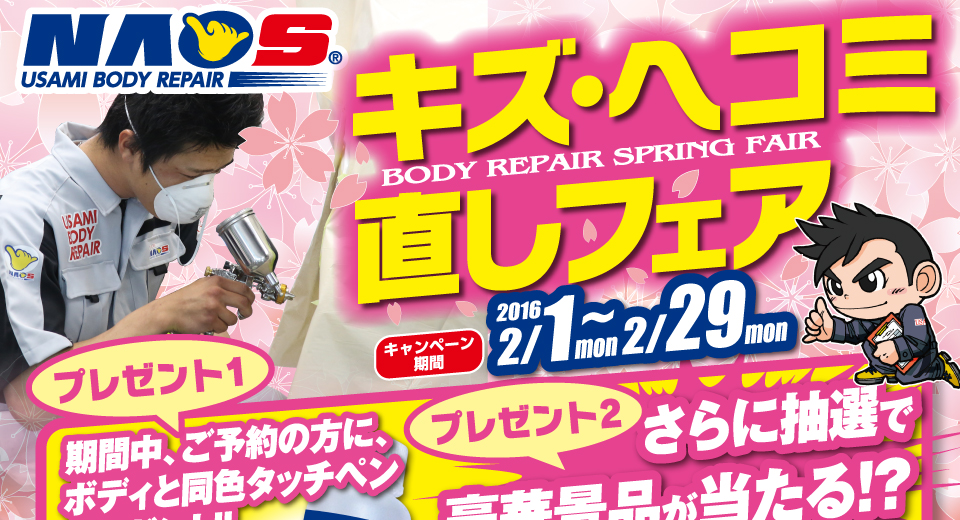 NAOS®
USAMI BODY REPAIR
キズ・ヘコミ
BODY REPAIR SPRING FAIR
直しフェア
USAMI
BODY
REPAIR
NAOS
キャンペーン
期間
2016
2/1mon~2/29mon
プレゼント1
期間中、ご予約の方に、
ボディと同色タッチペン
プレゼント2
さらに抽選で
豪華景品が当たる!?